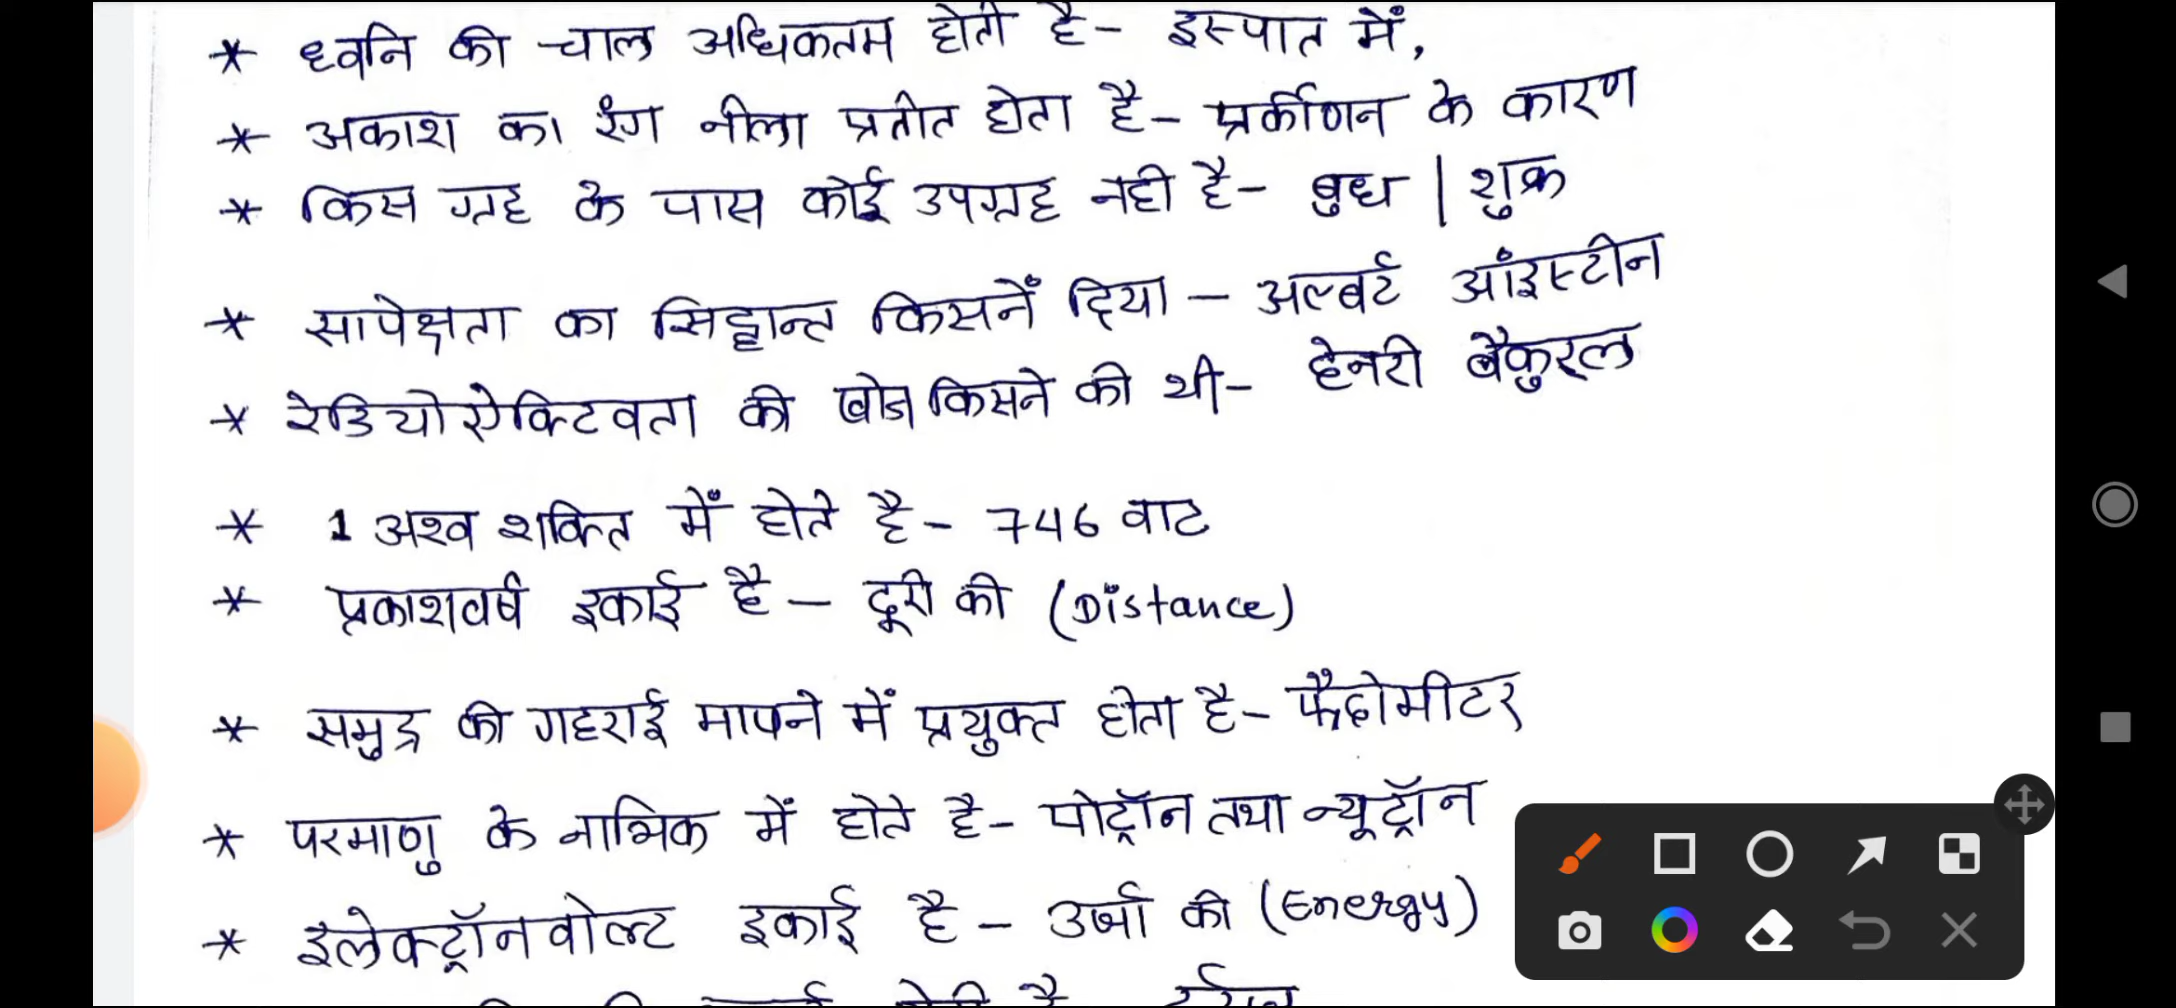 * ध्वनि की चाल अधिकतम होती है - इस्पात में,
* अकाश का रंग नीला प्रतीत होता है - प्रर्कीणन के कारण
* किस ग्रह के पास कोई उपग्रह नही है - बुध | शुक्र
* सापेक्षता का सिद्धान्त किसनें दिया - अल्बर्ट आंइस्टीन
* रेडियोऐक्टिवता की खोज किसने की थी - हेनरी बैकुरल
* 1 अश्व शक्ति में होते है - 746 वाट
* प्रकाशवर्ष इकाई है - दूरी की (Distance)
* समुद्र की गहराई मापने में प्रयुक्त होता है - फैदोमीटर
* परमाणु के नाभिक में होते है - पोट्रॉन तथा न्यूट्रॉन
* इलेक्ट्रॉनवोल्ट इकाई है - उर्जा की (Energy)